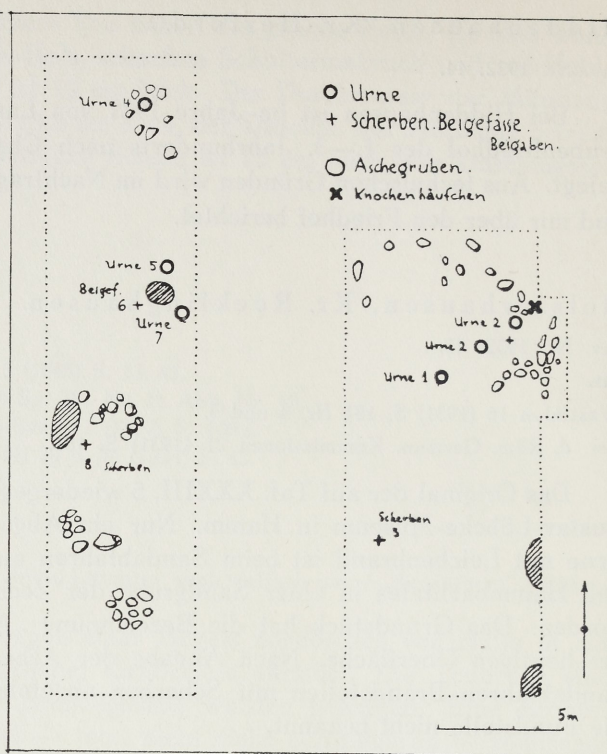 Urne 4
Urne
Scherben. Beigefässe.
Beigaben.
Aschegruben.
Knochenhäufchen
Urne 5
Beigef.
6
Urne
7
8 Scherben
Urne 2
Urne 2
Urne 1
Scherben
3
5m